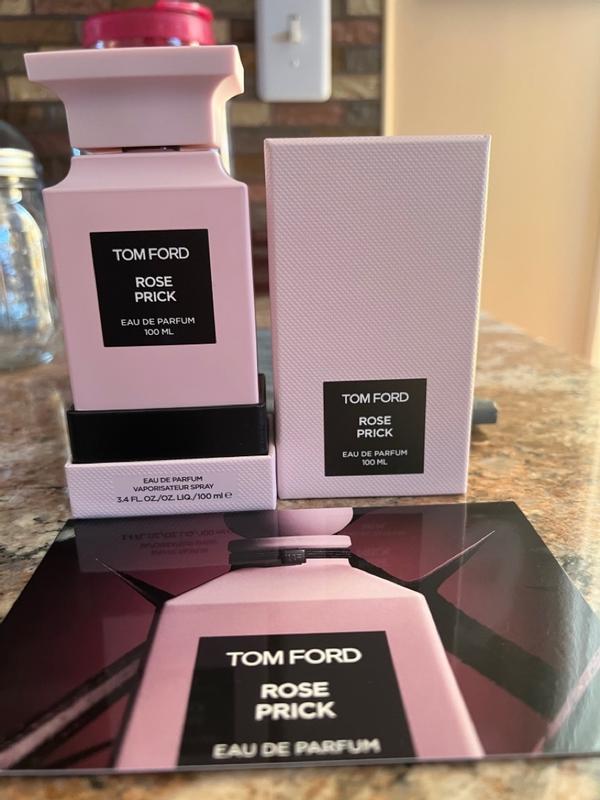 TOM FORD
ROSE
PRICK
EAU DE PARFUM
100 ML
EAU DE PARFUM
VAPORISATEUR SPRAY
3.4 FL. OZ./OZ. LIQ./100 ml ℮
TOM FORD
ROSE
PRICK
EAU DE PARFUM
100 ML
TOM FORD
ROSE
PRICK
EAU DE PARFUM